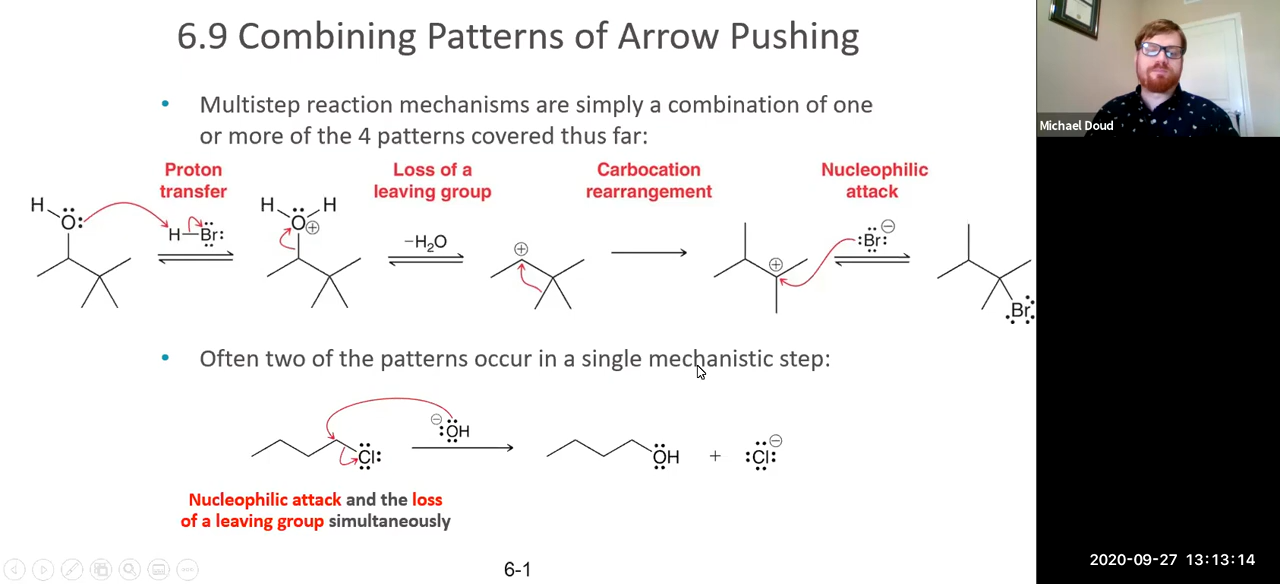 6.9 Combining Patterns of Arrow Pushing
• Multistep reaction mechanisms are simply a combination of one
or more of the 4 patterns covered thus far:
Proton
transfer
Loss of a
leaving group
Carbocation
rearrangement
Nucleophilic
attack
H
:O:
H—Br:
H H
O⊕
−H₂O
⊕
⊕
:Br:⊖
Br:
• Often two of the patterns occur in a single mechanistic step:
Cl:
⊖:OH
OH + :Cl:⊖
Nucleophilic attack and the loss
of a leaving group simultaneously
6-1
Michael Doud
2020-09-27 13:13:14